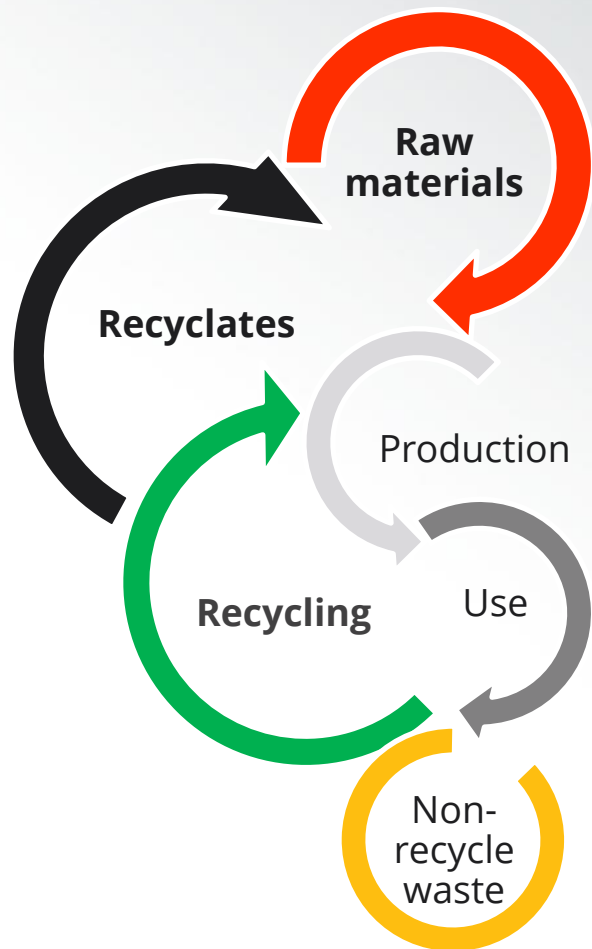 Raw
materials
Recyclates
Production
Use
Recycling
Non-
recycle
waste